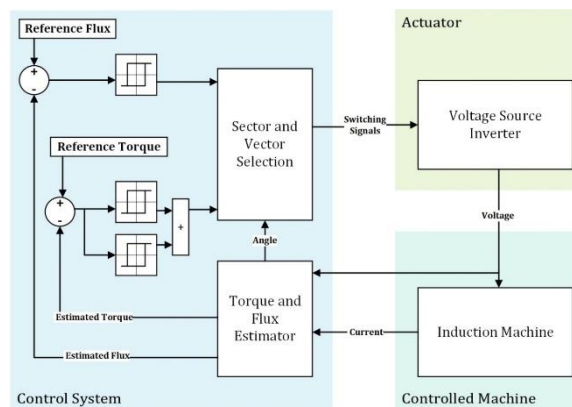 Reference Flux
+
-
Reference Torque
+
-
+
Sector and
Vector
Selection
Switching
Signals
Actuator
Voltage Source
Inverter
Voltage
Angle
Torque and
Flux
Estimator
Estimated Torque
Estimated Flux
Current
Induction Machine
Control System
Controlled Machine